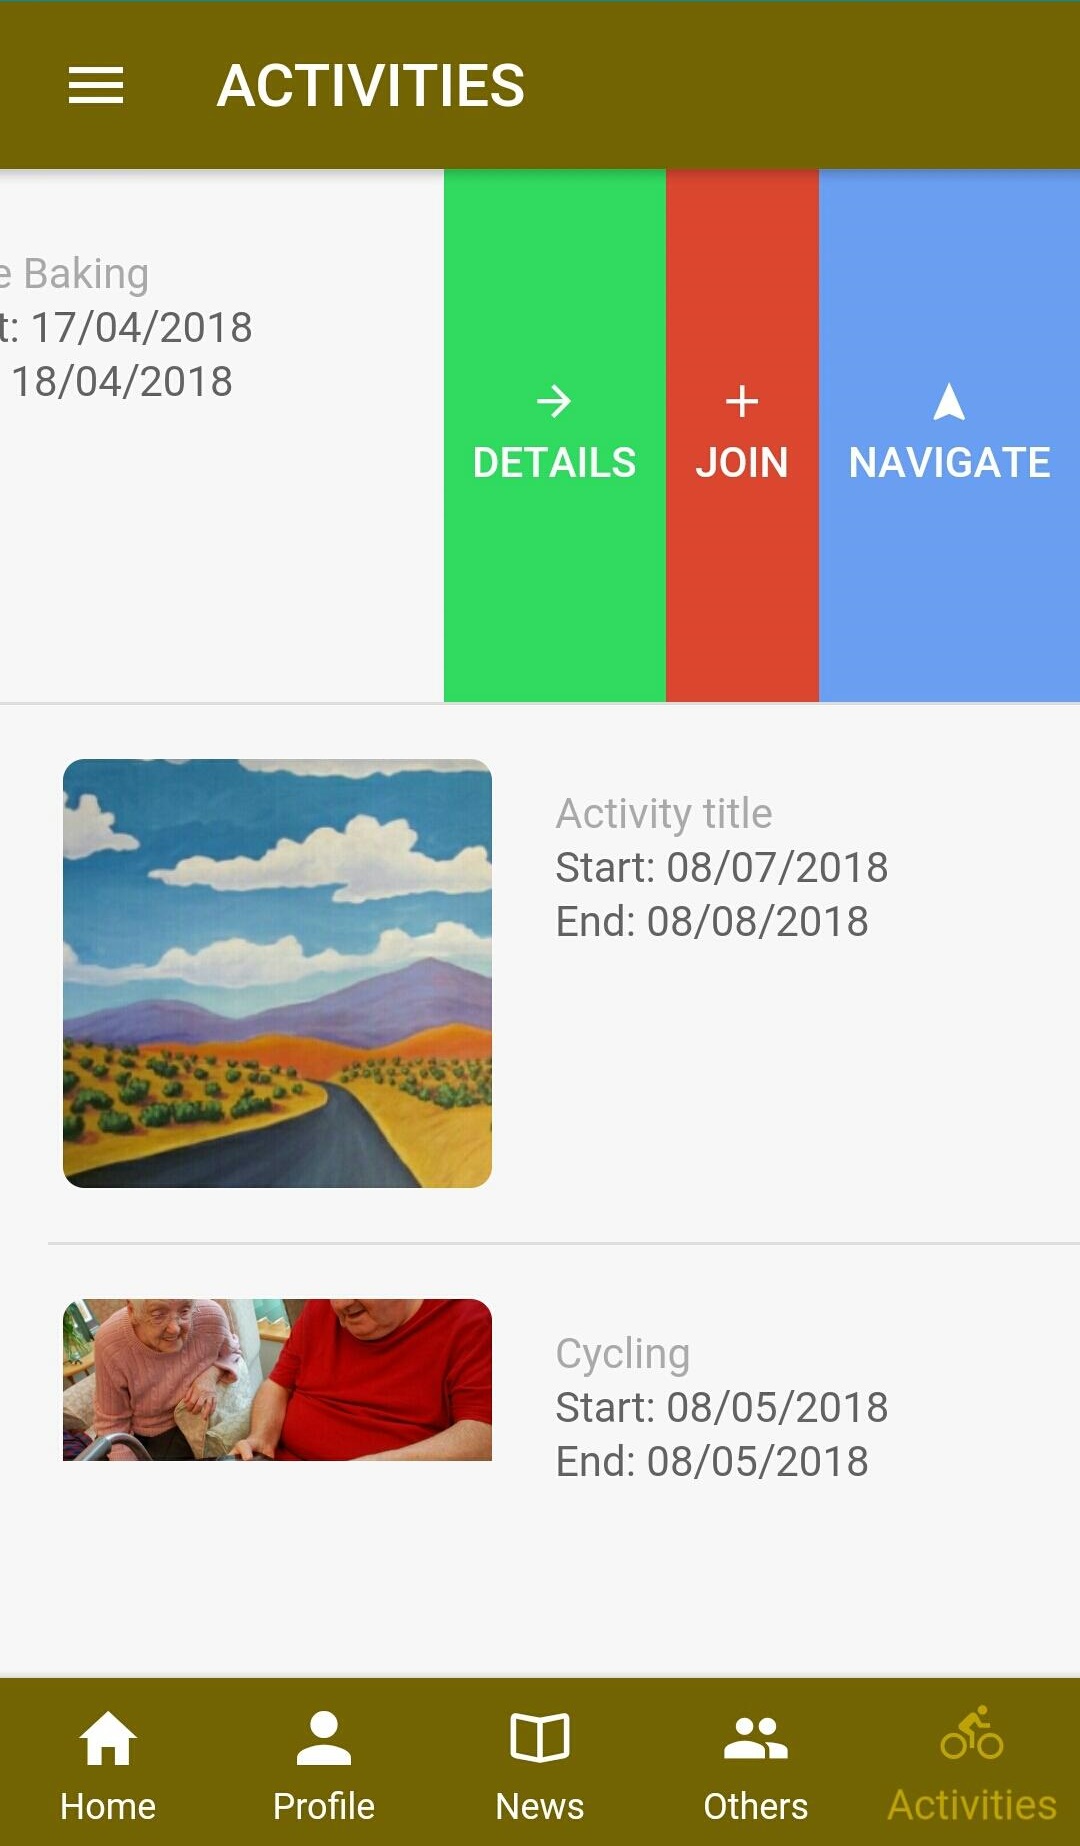 ACTIVITIES
e Baking
t: 17/04/2018
18/04/2018
DETAILS
JOIN
NAVIGATE
Activity title
Start: 08/07/2018
End: 08/08/2018
Cycling
Start: 08/05/2018
End: 08/05/2018
Home
Profile
News
Others
Activities